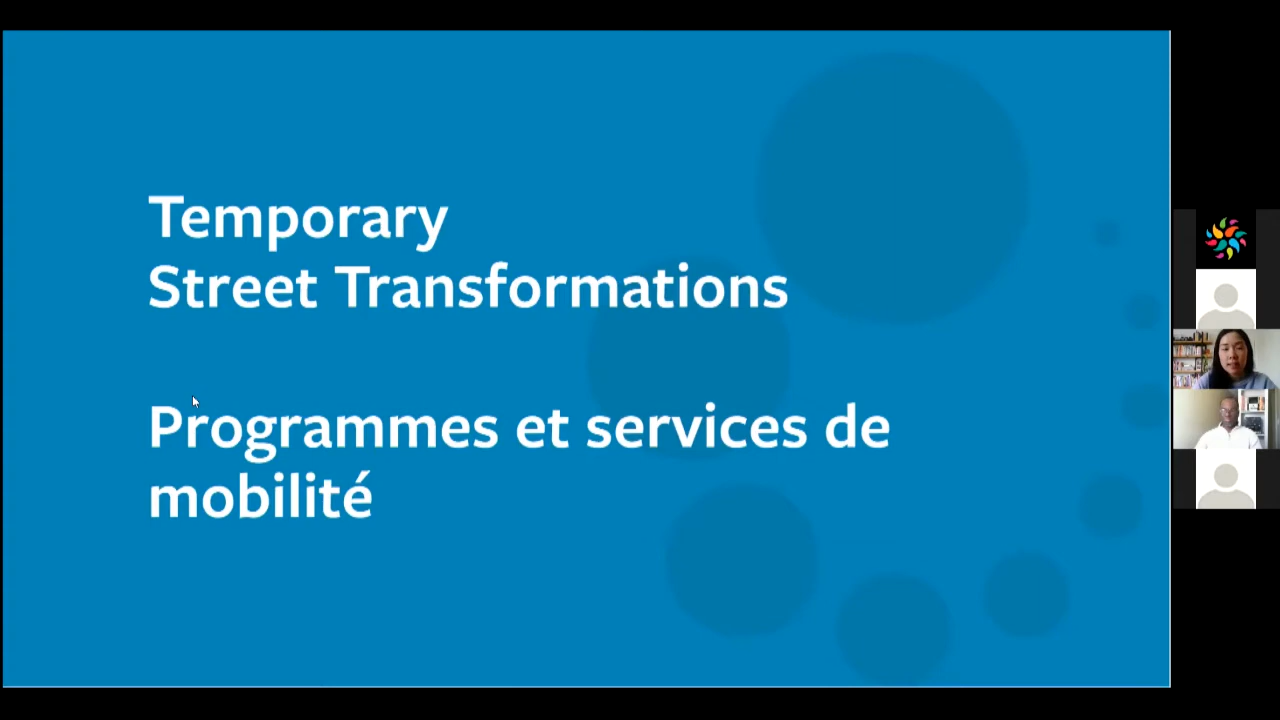 Temporary
Street Transformations
Programmes et services de
mobilité